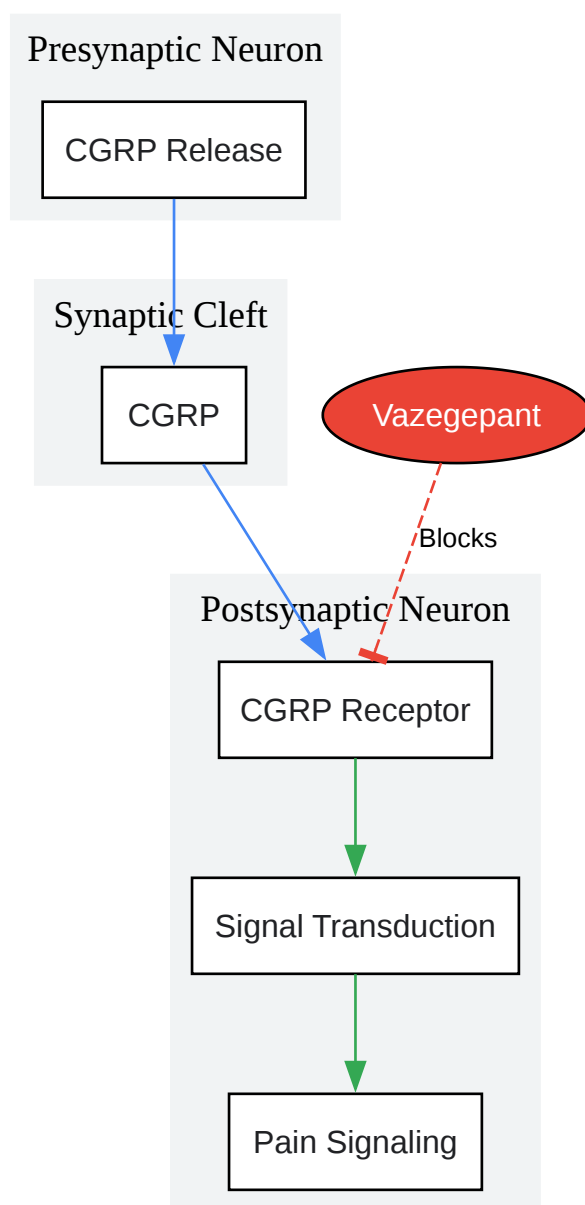 Presynaptic Neuron
CGRP Release
Synaptic Cleft
CGRP
Vazegepant
Blocks
Postsynaptic Neuron
CGRP Receptor
Signal Transduction
Pain Signaling